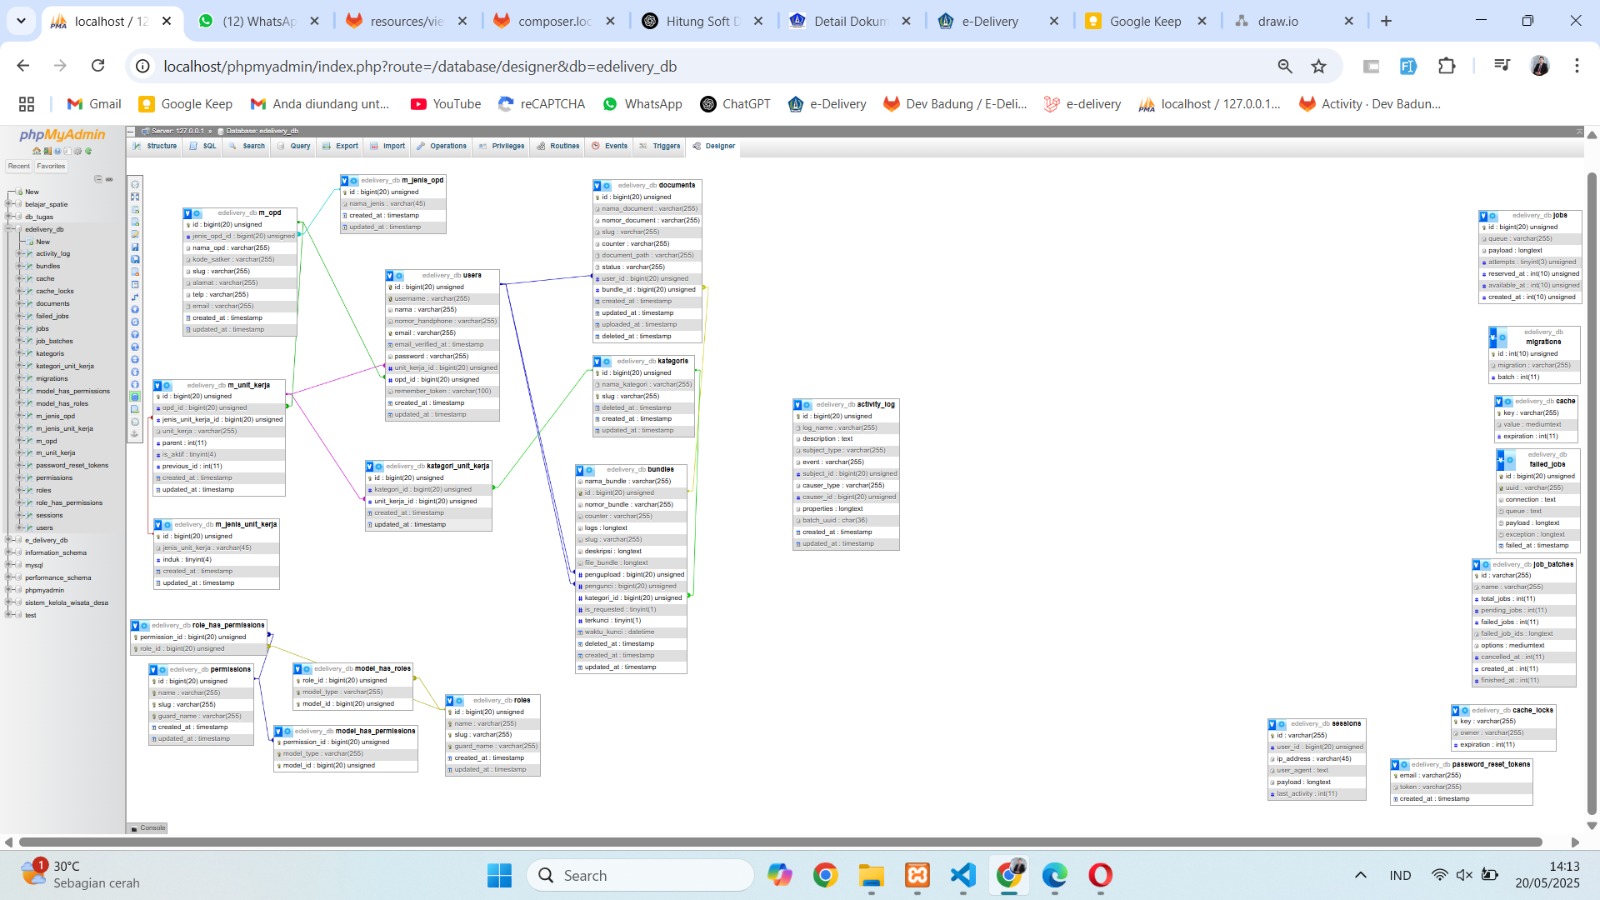 localhost / 12
(12) WhatsAp
resources/vie
composer.loc
Hitung Soft D
Detail Dokum
e-Delivery
Google Keep
draw.io
localhost/phpmyadmin/index.php?route=/database/designer&db=edelivery_db
Gmail
Google Keep
Anda diundang unt...
YouTube
reCAPTCHA
WhatsApp
ChatGPT
e-Delivery
Dev Badung / E-Deli...
e-delivery
localhost / 127.0.0.1...
Activity · Dev Badun...
phpMyAdmin
Recent Favorites
New
belajar_spatie
db_tugas
edelivery_db
New
activity_log
bundles
cache
cache_locks
documents
failed_jobs
jobs
job_batches
kategoris
kategori_unit_kerja
migrations
model_has_permissions
model_has_roles
m_jenis_opd
m_jenis_unit_kerja
m_opd
m_unit_kerja
password_reset_tokens
permissions
roles
role_has_permissions
sessions
users
e_delivery_db
information_schema
mysql
performance_schema
phpmyadmin
sistem_kelola_wisata_desa
test
Server: 127.0.0.1 » Database: edelivery_db
Structure SQL Search Query Export Import Operations Privileges Routines Events Triggers Designer
edelivery_db m_jenis_opd
id : bigint(20) unsigned
nama_jenis : varchar(45)
created_at : timestamp
updated_at : timestamp
edelivery_db m_opd
id : bigint(20) unsigned
jenis_opd_id : bigint(20) unsigned
nama_opd : varchar(255)
kode_satker : varchar(255)
slug : varchar(255)
alamat : varchar(255)
telp : varchar(255)
email : varchar(255)
created_at : timestamp
updated_at : timestamp
edelivery_db users
id : bigint(20) unsigned
username : varchar(255)
nama : varchar(255)
nomor_handphone : varchar(255)
email : varchar(255)
email_verified_at : timestamp
password : varchar(255)
unit_kerja_id : bigint(20) unsigned
opd_id : bigint(20) unsigned
remember_token : varchar(100)
created_at : timestamp
updated_at : timestamp
edelivery_db documents
id : bigint(20) unsigned
nama_document : varchar(255)
nomor_document : varchar(255)
slug : varchar(255)
counter : varchar(255)
document_path : varchar(255)
status : varchar(255)
user_id : bigint(20) unsigned
bundle_id : bigint(20) unsigned
created_at : timestamp
updated_at : timestamp
uploaded_at : timestamp
deleted_at : timestamp
edelivery_db kategoris
id : bigint(20) unsigned
nama_kategori : varchar(255)
slug : varchar(255)
deleted_at : timestamp
created_at : timestamp
updated_at : timestamp
edelivery_db m_unit_kerja
id : bigint(20) unsigned
opd_id : bigint(20) unsigned
jenis_unit_kerja_id : bigint(20) unsigned
unit_kerja : varchar(255)
parent : int(11)
is_aktif : tinyint(4)
previous_id : int(11)
created_at : timestamp
updated_at : timestamp
edelivery_db kategori_unit_kerja
id : bigint(20) unsigned
kategori_id : bigint(20) unsigned
unit_kerja_id : bigint(20) unsigned
created_at : timestamp
updated_at : timestamp
edelivery_db bundles
nama_bundle : varchar(255)
id : bigint(20) unsigned
nomor_bundle : varchar(255)
counter : varchar(255)
logs : longtext
slug : varchar(255)
deskripsi : longtext
file_bundle : longtext
pengupload : bigint(20) unsigned
pengunci : bigint(20) unsigned
kategori_id : bigint(20) unsigned
is_requested : tinyint(1)
terkunci : tinyint(1)
waktu_kunci : datetime
deleted_at : timestamp
created_at : timestamp
updated_at : timestamp
edelivery_db activity_log
id : bigint(20) unsigned
log_name : varchar(255)
description : text
subject_type : varchar(255)
event : varchar(255)
subject_id : bigint(20) unsigned
causer_type : varchar(255)
causer_id : bigint(20) unsigned
properties : longtext
batch_uuid : char(36)
created_at : timestamp
updated_at : timestamp
edelivery_db m_jenis_unit_kerja
id : bigint(20) unsigned
jenis_unit_kerja : varchar(45)
induk : tinyint(4)
created_at : timestamp
updated_at : timestamp
edelivery_db role_has_permissions
permission_id : bigint(20) unsigned
role_id : bigint(20) unsigned
edelivery_db permissions
id : bigint(20) unsigned
name : varchar(255)
slug : varchar(255)
guard_name : varchar(255)
created_at : timestamp
updated_at : timestamp
edelivery_db model_has_roles
role_id : bigint(20) unsigned
model_type : varchar(255)
model_id : bigint(20) unsigned
edelivery_db model_has_permissions
permission_id : bigint(20) unsigned
model_type : varchar(255)
model_id : bigint(20) unsigned
edelivery_db roles
id : bigint(20) unsigned
name : varchar(255)
slug : varchar(255)
guard_name : varchar(255)
created_at : timestamp
updated_at : timestamp
edelivery_db jobs
id : bigint(20) unsigned
queue : varchar(255)
payload : longtext
attempts : tinyint(3) unsigned
reserved_at : int(10) unsigned
available_at : int(10) unsigned
created_at : int(10) unsigned
edelivery_db
migrations
id : int(10) unsigned
migration : varchar(255)
batch : int(11)
edelivery_db cache
key : varchar(255)
value : mediumtext
expiration : int(11)
edelivery_db
failed_jobs
id : bigint(20) unsigned
uuid : varchar(255)
connection : text
queue : text
payload : longtext
exception : longtext
failed_at : timestamp
edelivery_db job_batches
id : varchar(255)
name : varchar(255)
total_jobs : int(11)
pending_jobs : int(11)
failed_jobs : int(11)
failed_job_ids : longtext
options : mediumtext
cancelled_at : int(11)
created_at : int(11)
finished_at : int(11)
edelivery_db cache_locks
key : varchar(255)
owner : varchar(255)
expiration : int(11)
edelivery_db sessions
id : varchar(255)
user_id : bigint(20) unsigned
ip_address : varchar(45)
user_agent : text
payload : longtext
last_activity : int(11)
edelivery_db password_reset_tokens
email : varchar(255)
token : varchar(255)
created_at : timestamp
Console
1
30°C
Sebagian cerah
Search
IND
14:13
20/05/2025